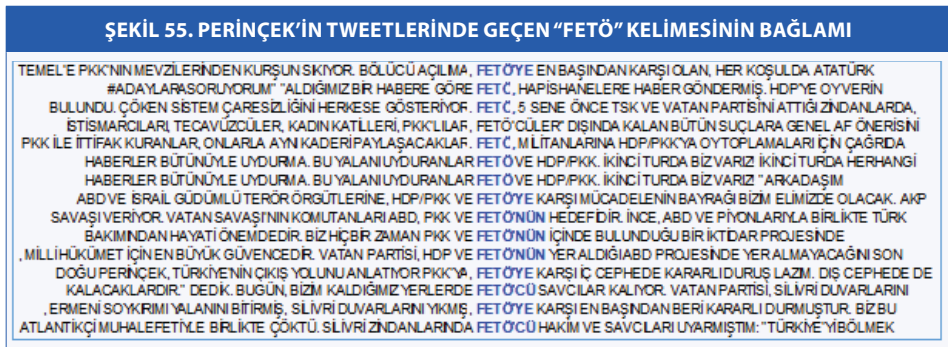 ŞEKİL 55. PERİNÇEK'İN TWEETLERİNDE GEÇEN “FETÖ” KELİMESİNİN BAĞLAMI
TEMEL'E PKK'NIN MEVZİLERİNDEN KURŞUN SIKIYOR. BÖLÜCÜ AÇILIMA, FETÖ'YE EN BAŞINDAN KARŞI OLAN, HER KOŞULDA ATATÜRK
#ADAYLARASORUYORUM" "ALDIĞIMIZ BİR HABERE GÖRE FETÖ, HAPİSHANELERE HABER GÖNDERMİŞ. HDP'YE OY VERİN
BULUNDU. ÇÖKEN SİSTEM ÇARESİZLİĞİNİ HERKESE GÖSTERİYOR. FETÖ, 5 SENE ÖNCE TSK VE VATAN PARTİSİ'Nİ ATTIĞI ZINDANLARDA,
İSTİSMARCILARI, TECAVÜZCÜLER, KADIN KATİLLERİ, PKK'LILAR, FETÖ'CÜLER" DIŞINDA KALAN BÜTÜN SUÇLARA GENEL AF ÖNERİSİNİ
PKK İLE İTTİFAK KURANLAR, ONLARLA AYNI KADERİ PAYLAŞACAKLAR. FETÖ, MİLİTANLARINA HDP/PKK'YA OY TOPLAMALARI İÇİN ÇAĞRIDA
HABERLER BÜTÜNÜYLE UYDURMA. BU YALANI UYDURANLAR FETÖ VE HDP/PKK. İKİNCİ TURDA BİZ VARIZ! İKİNCİ TURDA HERHANGİ
HABERLER BÜTÜNÜYLE UYDURMA. BU YALANI UYDURANLAR FETÖ VE HDP/PKK. İKİNCİ TURDA BİZ VARIZ! "ARKADAŞIM
ABD VE İSRAİL GÜDÜMLÜ TERÖR ÖRGÜTLERİNE, HDP/PKK VE FETÖ'YE KARŞI MÜCADELENİN BAYRAĞI BİZİM ELİMİZDE OLACAK. AKP
SAVAŞI VERİYOR. VATAN SAVAŞI'NIN KOMUTANLARI ABD, PKK VE FETÖ'NÜN HEDEFİDİR. İNCE, ABD VE PİYONLARIYLA BİRLİKTE TÜRK
BAKIMINDAN HAYATİ ÖNEMDEDİR. BİZ HİÇBİR ZAMAN PKK VE FETÖ'NÜN İÇİNDE BULUNDUĞU BİR İKTİDAR PROJESİNDE
, MİLLİ HÜKÜMET İÇİN EN BÜYÜK GÜVENCEDİR. VATAN PARTİSİ, HDP VE FETÖ'NÜN YER ALDIĞI ABD PROJESİNDE YER ALMAYACAĞINI SON
DOĞU PERİNÇEK, TÜRKİYE'NİN ÇIKIŞ YOLUNU ANLATIYOR PKK'YA, FETÖ'YE KARŞI İÇ CEPHEDE KARARLI DURUŞ LAZIM. DIŞ CEPHEDE DE
KALACAKLARDIR." DEDİK. BUGÜN, BİZİM KALDIĞIMIZ YERLERDE FETÖ'CÜ SAVCILAR KALIYOR. VATAN PARTİSİ, SİLİVRİ DUVARLARINI
, ERMENİ SOYKIRIMI YALANINI BİTİRMİŞ, SİLİVRİ DUVARLARINI YIKMIŞ, FETÖ'YE KARŞI EN BAŞINDAN BERİ KARARLI DURMUŞTUR. BİZ BU
ATLANTİKÇİ MUHALEFETİYLE BİRLİKTE ÇÖKTÜ. SİLİVRİ ZINDANLARINDA FETÖ'CÜ HAKİM VE SAVCILARI UYARMIŞTIM: "TÜRKİYE'Yİ BÖLMEK